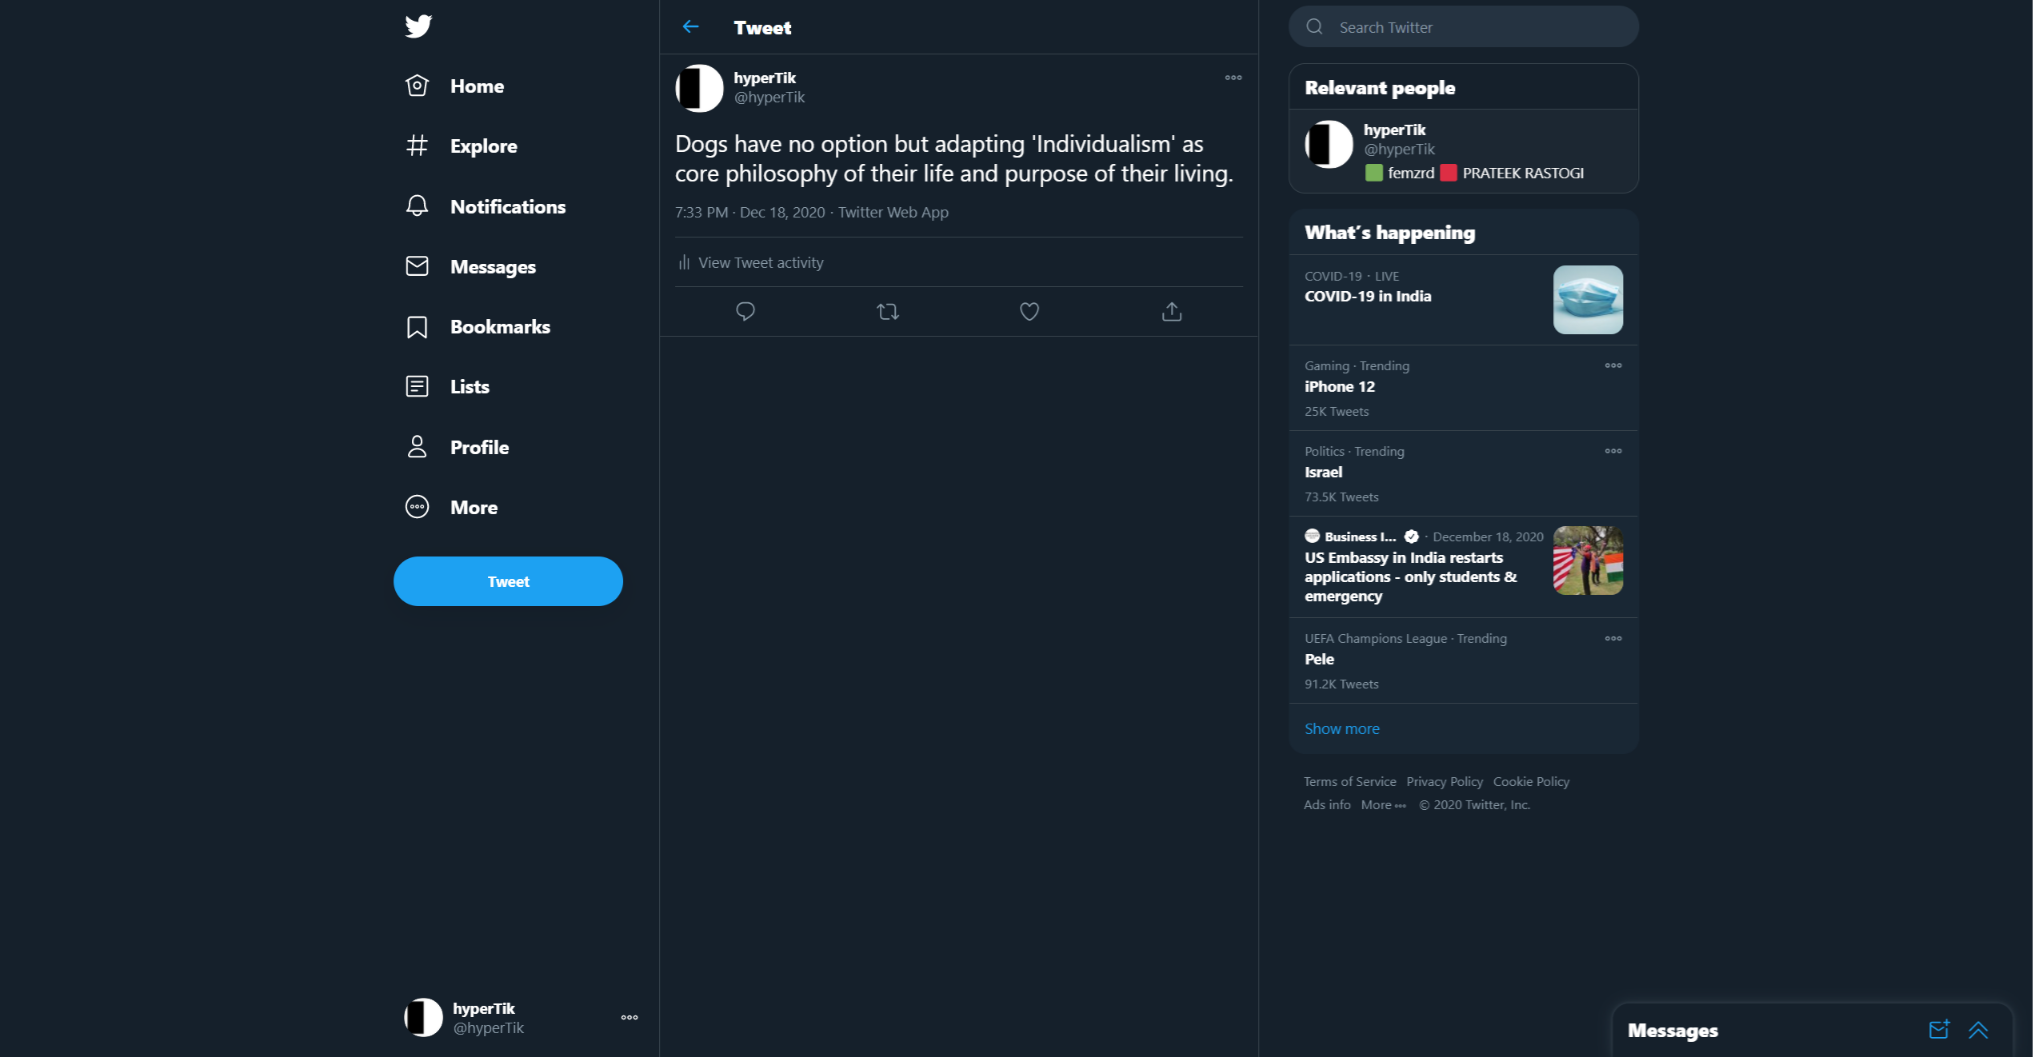 Home
Explore
Notifications
Messages
Bookmarks
Lists
Profile
More
Tweet
hyperTik
@hyperTik
Tweet
hyperTik
@hyperTik
Dogs have no option but adapting 'Individualism' as
core philosophy of their life and purpose of their living.
7:33 PM · Dec 18, 2020 · Twitter Web App
View Tweet activity
Search Twitter
Relevant people
hyperTik
@hyperTik
🟩 femzrd 🟥 PRATEEK RASTOGI
What's happening
COVID-19 · LIVE
COVID-19 in India
Gaming · Trending
iPhone 12
25K Tweets
Politics · Trending
Israel
73.5K Tweets
Business I... · December 18, 2020
US Embassy in India restarts
applications - only students &
emergency
UEFA Champions League · Trending
Pele
91.2K Tweets
Show more
Terms of Service Privacy Policy Cookie Policy
Ads info More ••• © 2020 Twitter, Inc.
Messages